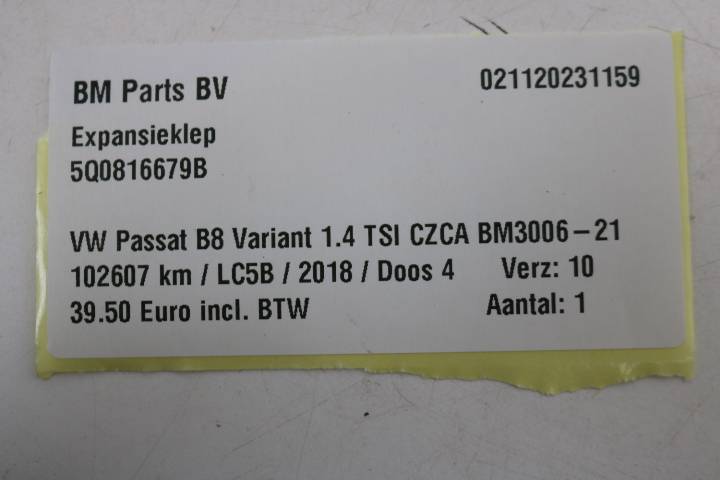 BM Parts BV 021120231159
Expansieklep
5Q0816679B
VW Passat B8 Variant 1.4 TSI CZCA BM3006-21
102607 km / LC5B / 2018 / Doos 4 Verz: 10
39.50 Euro incl. BTW Aantal: 1